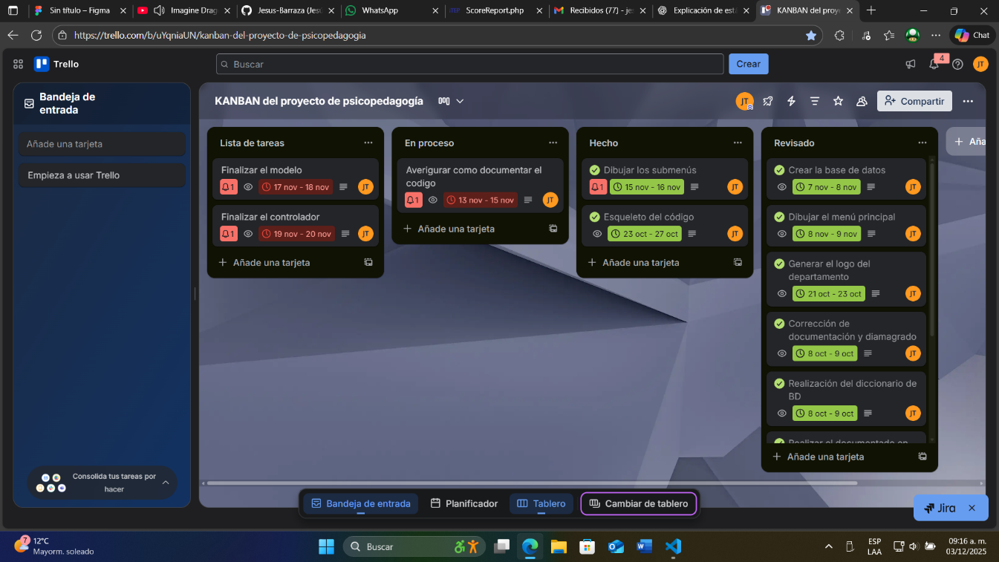 Sin título – Figma
Imagine Drag
Jesus-Barraza (Jesu
WhatsApp
ScoreReport.php
Recibidos (77) - je
Explicación de est
KANBAN del proye
https://trello.com/b/uYqniaUN/kanban-del-proyecto-de-psicopedagogia
Chat
Trello
Buscar
Crear
4
JT
Bandeja de
entrada
Añade una tarjeta
Empieza a usar Trello
Consolida tus tareas por
hacer
KANBAN del proyecto de psicopedagogía
JT
Compartir
Lista de tareas
Finalizar el modelo
1
17 nov - 18 nov
JT
Finalizar el controlador
1
19 nov - 20 nov
JT
Añade una tarjeta
En proceso
Averigurar como documentar el
codigo
1
13 nov - 15 nov
JT
Añade una tarjeta
Hecho
Dibujar los submenús
1
15 nov - 16 nov
JT
Esqueleto del código
23 oct - 27 oct
JT
Añade una tarjeta
Revisado
Crear la base de datos
7 nov - 8 nov
JT
Dibujar el menú principal
8 nov - 9 nov
JT
Generar el logo del
departamento
21 oct - 23 oct
JT
Corrección de
documentación y diamagrado
8 oct - 9 oct
JT
Realización del diccionario de
BD
8 oct - 9 oct
JT
Realizar el documentado en
Añade una tarjeta
Aña
Bandeja de entrada
Planificador
Tablero
Cambiar de tablero
Jira
7
12°C
Mayorm. soleado
Buscar
ESP
LAA
09:16 a. m.
03/12/2025